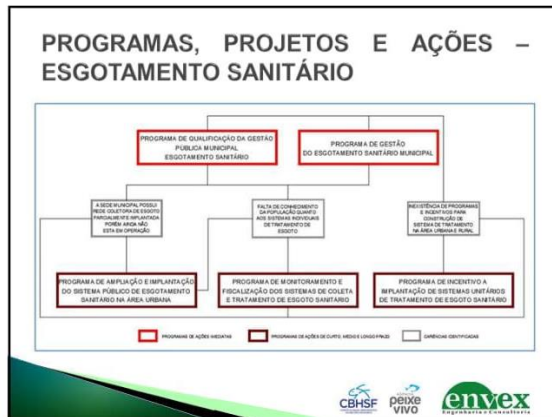 PROGRAMAS, PROJETOS E AÇÕES –
ESGOTAMENTO SANITÁRIO
PROGRAMA DE QUALIFICAÇÃO DA GESTÃO
PÚBLICA MUNICIPAL
ESGOTAMENTO SANITÁRIO
PROGRAMA DE GESTÃO
DO ESGOTAMENTO SANITÁRIO MUNICIPAL
A SEDE MUNICIPAL POSSUI
REDE COLETORA DE ESGOTO
PARCIALMENTE IMPLANTADA
PORÉM AINDA NÃO
ESTA EM OPERAÇÃO
FALTA DE CONHECIMENTO
DA POPULAÇÃO QUANTO
AOS SISTEMAS INDIVIDUAIS
DE TRATAMENTO DE
ESGOTO
INEXISTÊNCIA DE PROGRAMAS
E INCENTIVOS PARA
CONSTRUÇÃO DE
SISTEMA DE TRATAMENTO
NA ÁREA URBANA E RURAL
PROGRAMA DE AMPLIAÇÃO E IMPLANTAÇÃO
DO SISTEMA PÚBLICO DE ESGOTAMENTO
SANITÁRIO NA ÁREA URBANA
PROGRAMA DE MONITORAMENTO E
FISCALIZAÇÃO DOS SISTEMAS DE COLETA
E TRATAMENTO DE ESGOTO SANITÁRIO
PROGRAMA DE INCENTIVO A
IMPLANTAÇÃO DE SISTEMAS UNITÁRIOS
DE TRATAMENTO DE ESGOTO SANITÁRIO
PROGRAMAS DE AÇÕES IMEDIATAS
PROGRAMAS DE AÇÕES DE CURTO, MÉDIO E LONGO PRAZO
CARÊNCIAS IDENTIFICADAS
CBHSF
peixe
vivo
envex
Engenharia e Consultoria